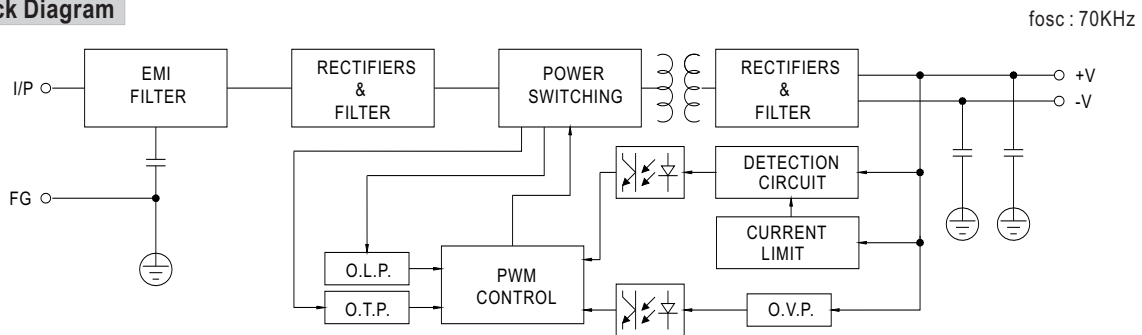 ck Diagram
fosc : 70KHz
I/P
EMI
FILTER
RECTIFIERS
&
FILTER
POWER
SWITCHING
RECTIFIERS
&
FILTER
+V
-V
FG
DETECTION
CIRCUIT
CURRENT
LIMIT
O.L.P.
O.T.P.
PWM
CONTROL
O.V.P.